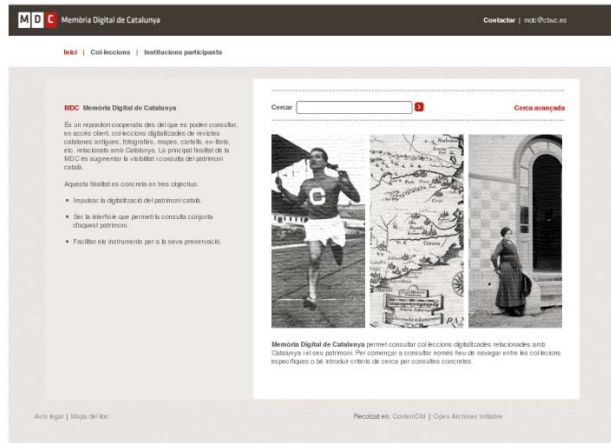 MDC Memòria Digital de Catalunya
Contactar | mdc@cbuc.es
Inici | Col·leccions | Institucions participants
MDC Memòria Digital de Catalunya
És un repositori cooperatiu des del que es poden consultar,
en accés obert, col·leccions digitalitzades de revistes
catalanes antigues, fotografies, mapes, cartells, ex-libris,
etc. relacionats amb Catalunya. La principal finalitat de la
MDC és augmentar la visibilitat i consulta del patrimoni
català.
Aquesta finalitat es concreta en tres objectius:
• Impulsar la digitalització del patrimoni català.
• Ser la interfície que permeti la consulta conjunta
d'aquest patrimoni.
• Facilitar els instruments per a la seva preservació.
Cercar
Cerca avançada
C
Memòria Digital de Catalunya permet consultar col·leccions digitalitzades relacionades amb
Catalunya i el seu patrimoni. Per començar a consultar només heu de navegar entre les col·leccions
específiques o bé introduir criteris de cerca per consultes concretes.
Avís legal | Mapa del lloc
Recolzat en: ContentDM | Open Archives Initiative